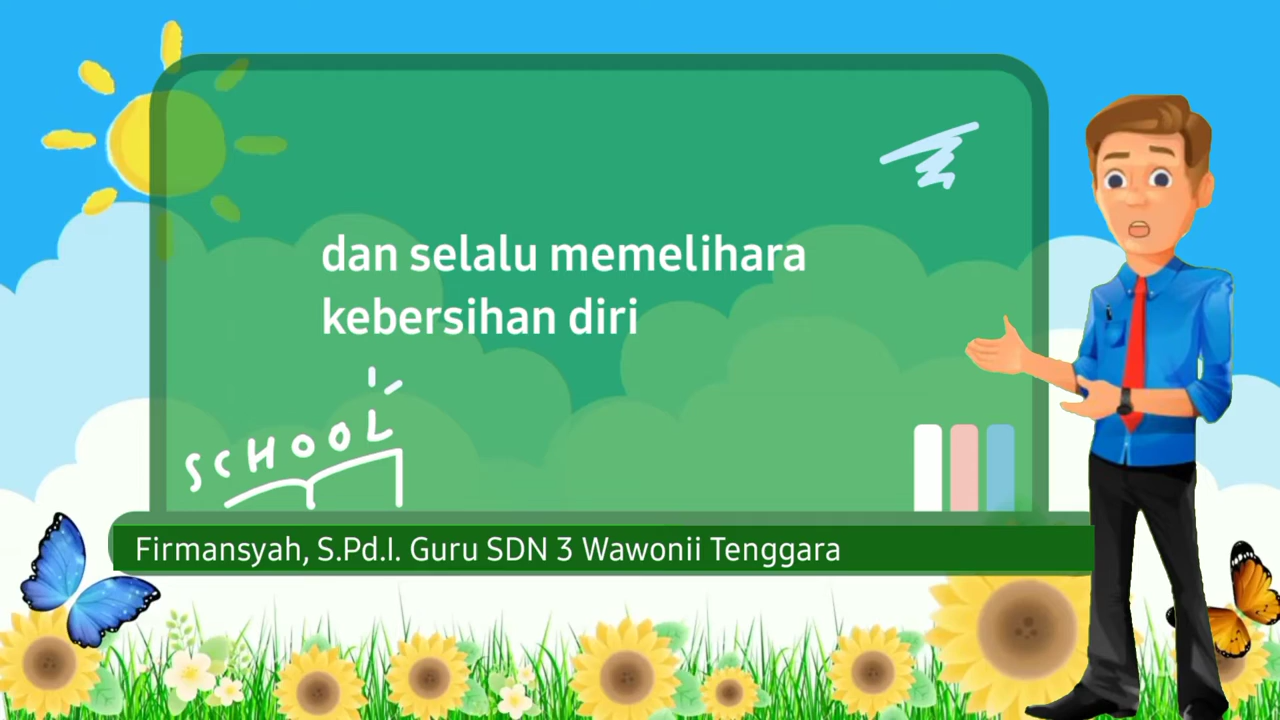 dan selalu memelihara
kebersihan diri
SCHOOL
Firmansyah, S.Pd.I. Guru SDN 3 Wawonii Tenggara